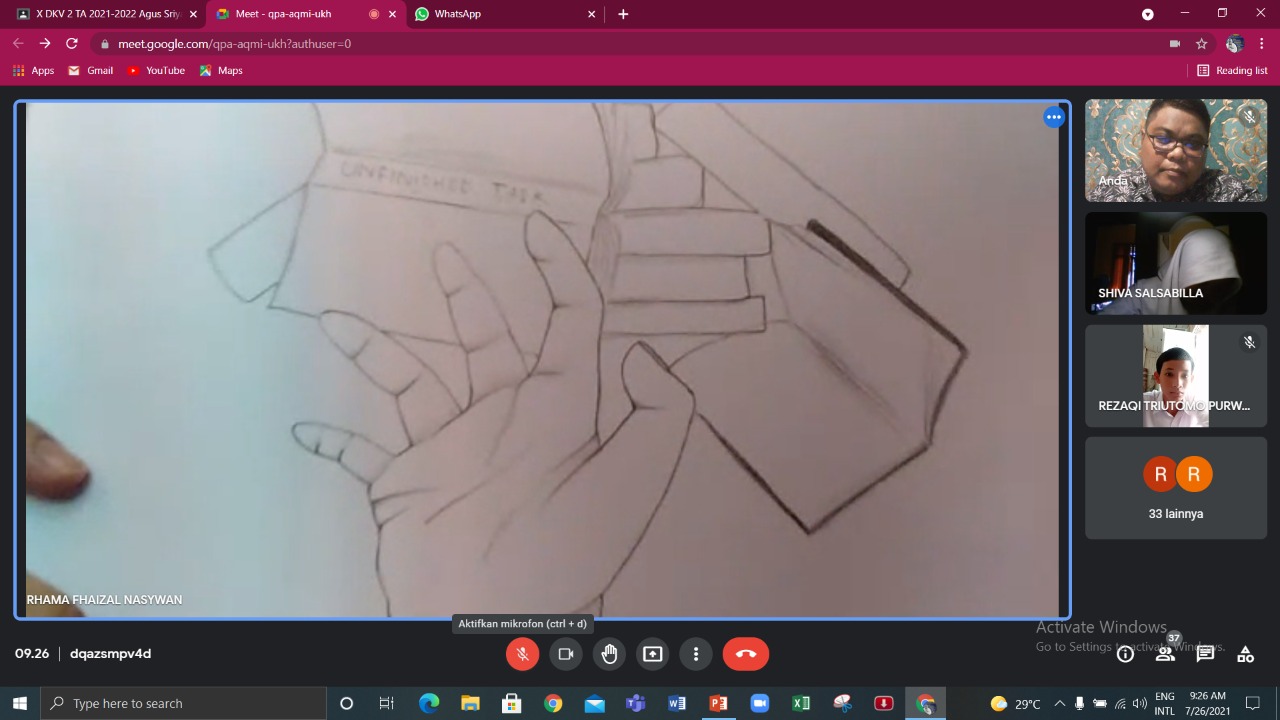 X DKV 2 TA 2021-2022 Agus Sriy
Meet - qpa-aqmi-ukh
WhatsApp
meet.google.com/qpa-aqmi-ukh?authuser=0
Apps
Gmail
YouTube
Maps
Reading list
UNFINISHED TASK
Anda
SHIVA SALSABILLA
REZAQI TRIUTOMO PURW...
R
R
33 lainnya
RHAMA FHAIZAL NASYWAN
Aktifkan mikrofon (ctrl + d)
09.26 | dqazsmpv4d
37
Activate Windows
Go to Settings to activate Windows.
Type here to search
29°C
ENG
INTL
9:26 AM
7/26/2021